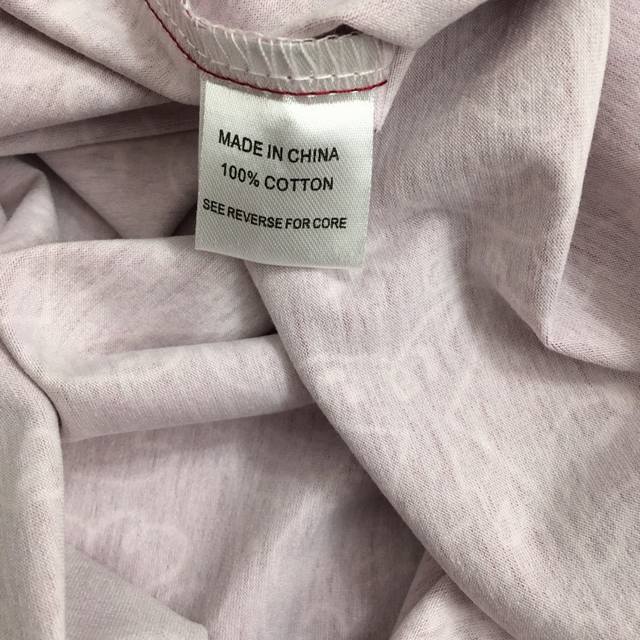 MADE IN CHINA
100% COTTON
SEE REVERSE FOR CORE